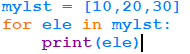 mylst = [10,20,30]
for ele in mylst:
    print(ele)